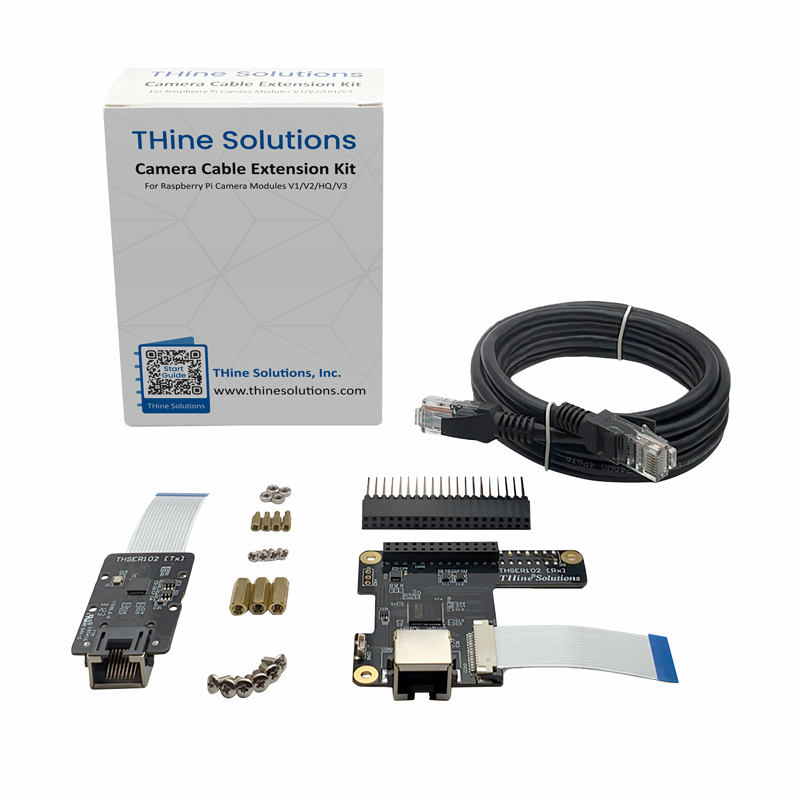 THine Solutions
Camera Cable Extension Kit
For Raspberry Pi Camera Modules V1/V2/HQ/V3
THine Solutions
Camera Cable Extension Kit
For Raspberry Pi Camera Modules V1/V2/HQ/V3
Start
Guide
THine Solutions
THine Solutions, Inc.
www.thinesolutions.com
THSER102 [Tx]
THSER102 [Rx]
THine Solutions